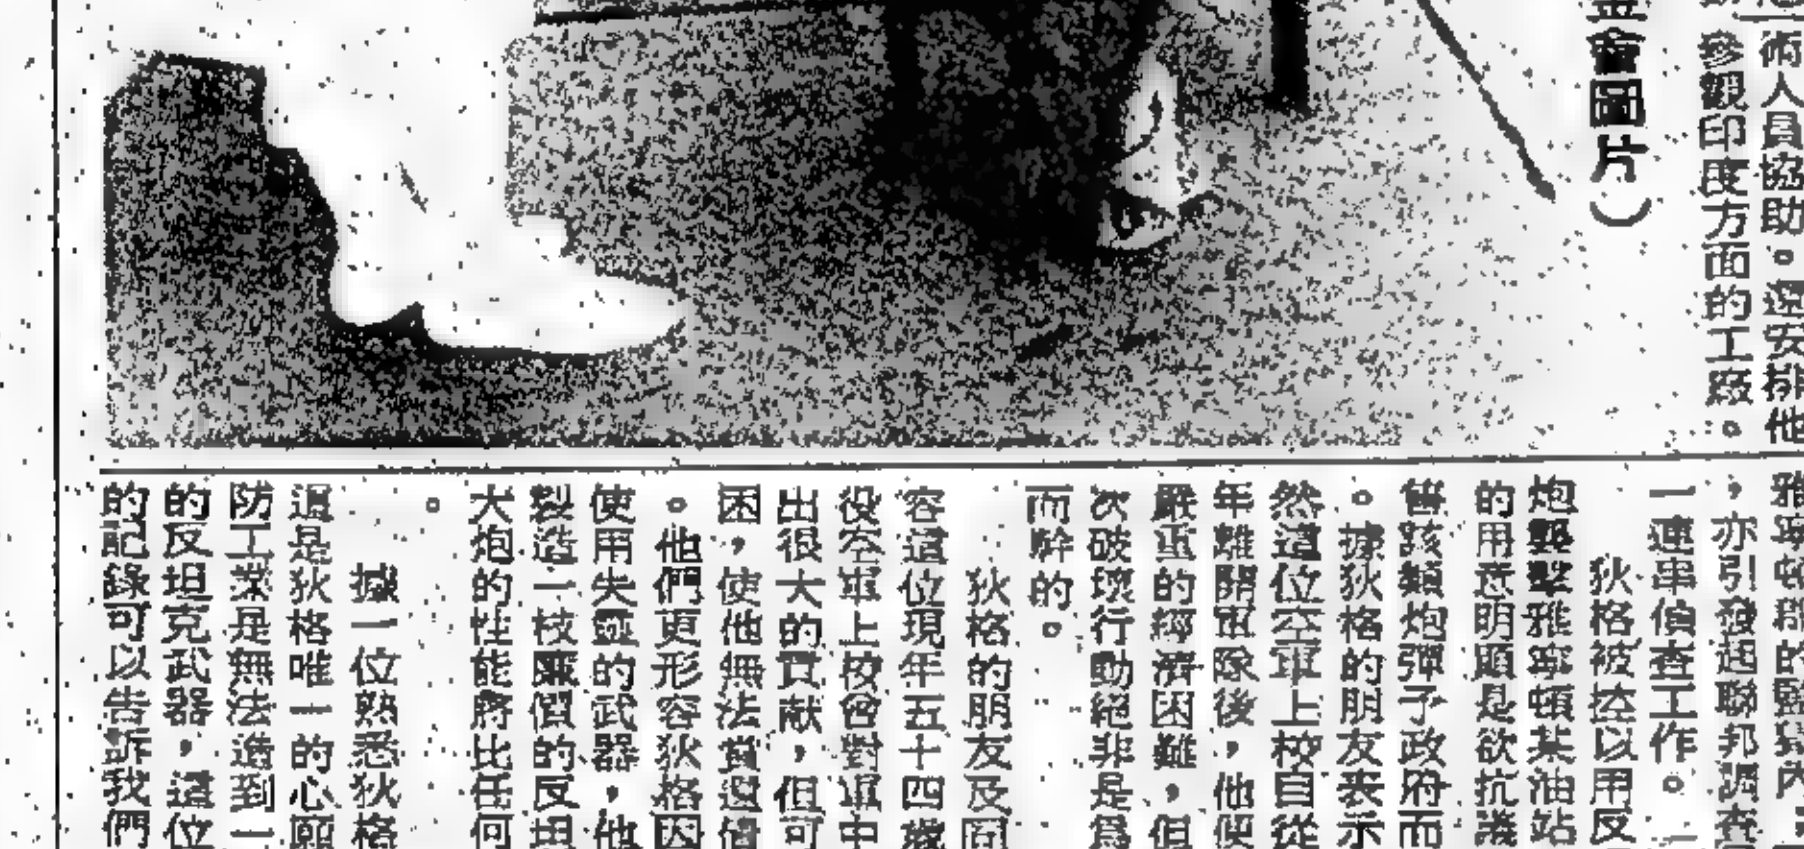 術人員協助。還安排他
參觀印度方面的工廠。
金會圖片）
，亦引發起聯邦調查
一連串偵查工作。
狄格被控以用反
炮襲擊雅寧頓某油站
的用意明顯是欲抗議
售該類炮彈予政府而
。據狄格的朋友表示
然這位空軍上校自從
年離開軍隊後，他便
嚴重的經濟困難，但
次破壞行動絕非是為
而幹的。
狄格的朋友及同
容這位現年五十四歲
役空軍上校曾對軍中
出很大的貢献，但可
困，使他無法負擔
。他們更形容狄格因
使用失靈的武器，他
製造一枝廉價的反坦
大炮的性能將比任何
。
據一位熟悉狄格
這是狄格唯一的心願
防工業是無法造到一
的反坦克武器，這位
的記錄可以告訴我們